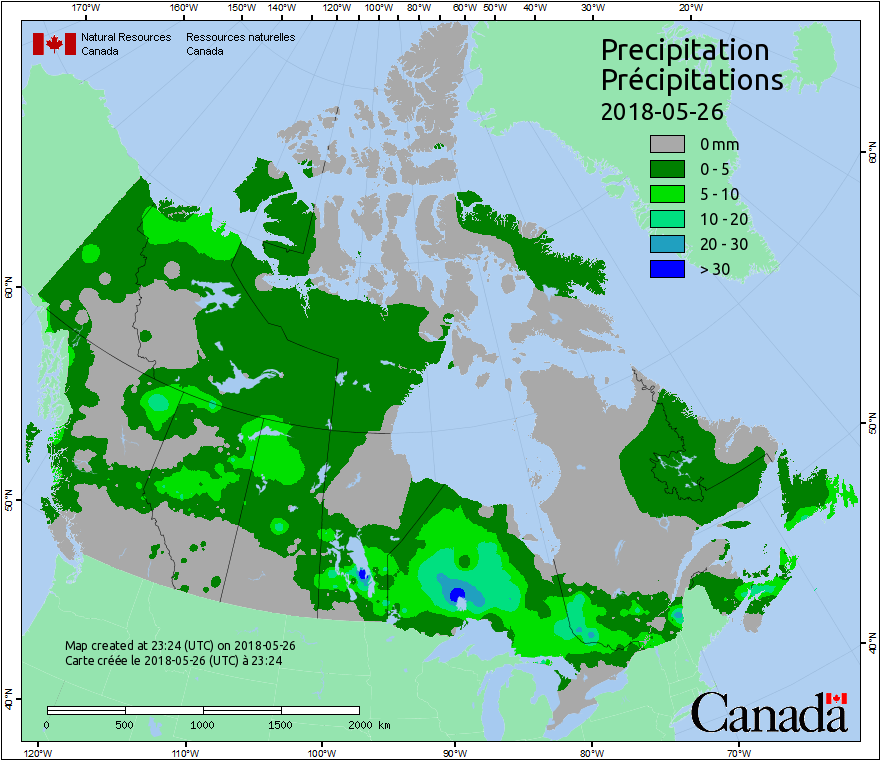 170°W 160°W 150°W 140°W 120°W 100°W 80°W 60°W 50°W 40°W 30°W 20°W
Natural Resources Ressources naturelles
Canada Canada
Precipitation
Précipitations
2018-05-26
0 mm
0 - 5
5 - 10
10 - 20
20 - 30
> 30
60°N
60°N
50°N
50°N
40°N
40°N
Map created at 23:24 (UTC) on 2018-05-26
Carte créée le 2018-05-26 (UTC) à 23:24
0 500 1000 1500 2000 km
Canada
120°W 110°W 100°W 90°W 80°W 70°W